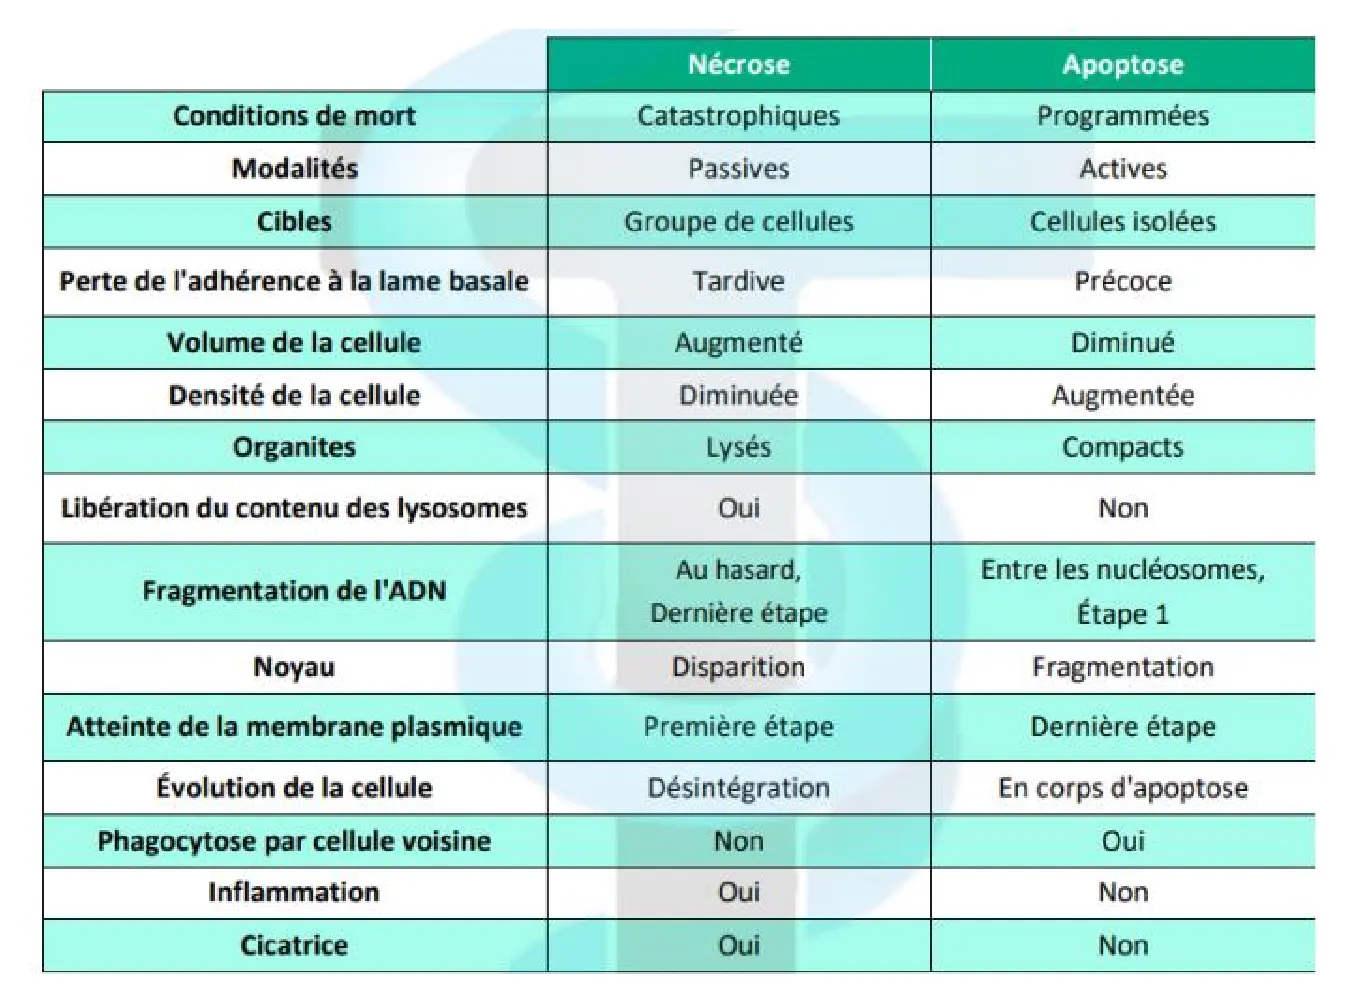 Nécrose Apoptose
Conditions de mort Catastrophiques Programmées
Modalités Passives Actives
Cibles Groupe de cellules Cellules isolées
Perte de l'adhérence à la lame basale Tardive Précoce
Volume de la cellule Augmenté Diminué
Densité de la cellule Diminuée Augmentée
Organites Lysés Compacts
Libération du contenu des lysosomes Oui Non
Fragmentation de l'ADN Au hasard, Entre les nucléosomes,
Dernière étape Étape 1
Noyau Disparition Fragmentation
Atteinte de la membrane plasmique Première étape Dernière étape
Évolution de la cellule Désintégration En corps d'apoptose
Phagocytose par cellule voisine Non Oui
Inflammation Oui Non
Cicatrice Oui Non